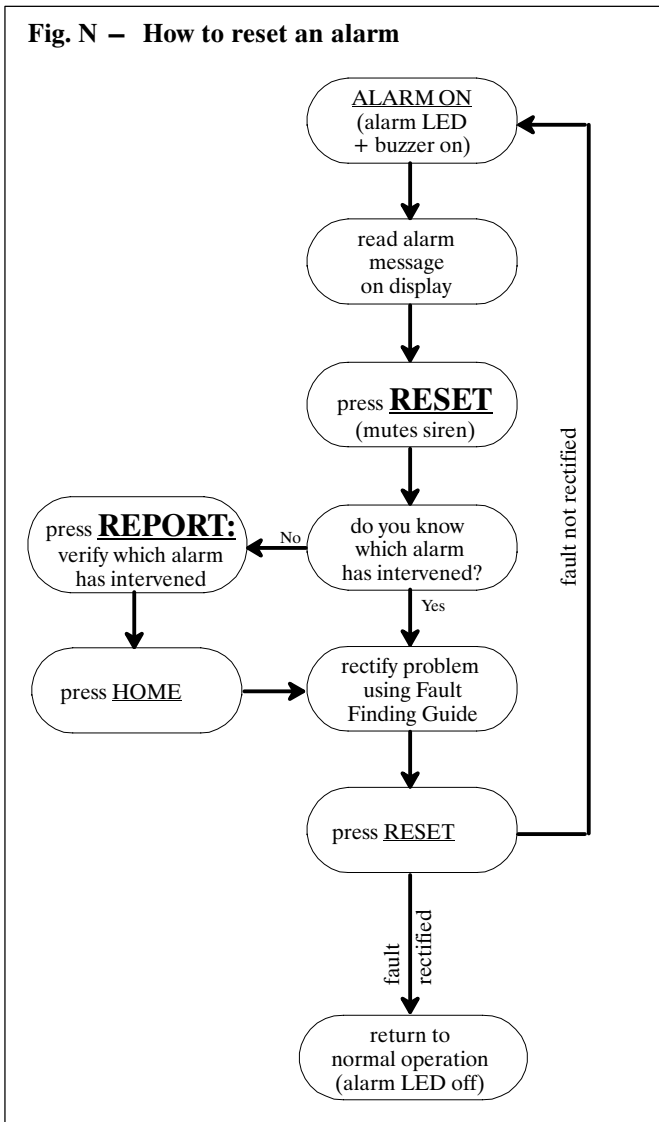 Fig. N – How to reset an alarm
ALARM ON
(alarm LED
+ buzzer on)
read alarm
message
on display
press RESET
(mutes siren)
do you know
which alarm
has intervened?
No
press REPORT:
verify which alarm
has intervened
press HOME
Yes
rectify problem
using Fault
Finding Guide
press RESET
fault not rectified
fault
rectified
return to
normal operation
(alarm LED off)